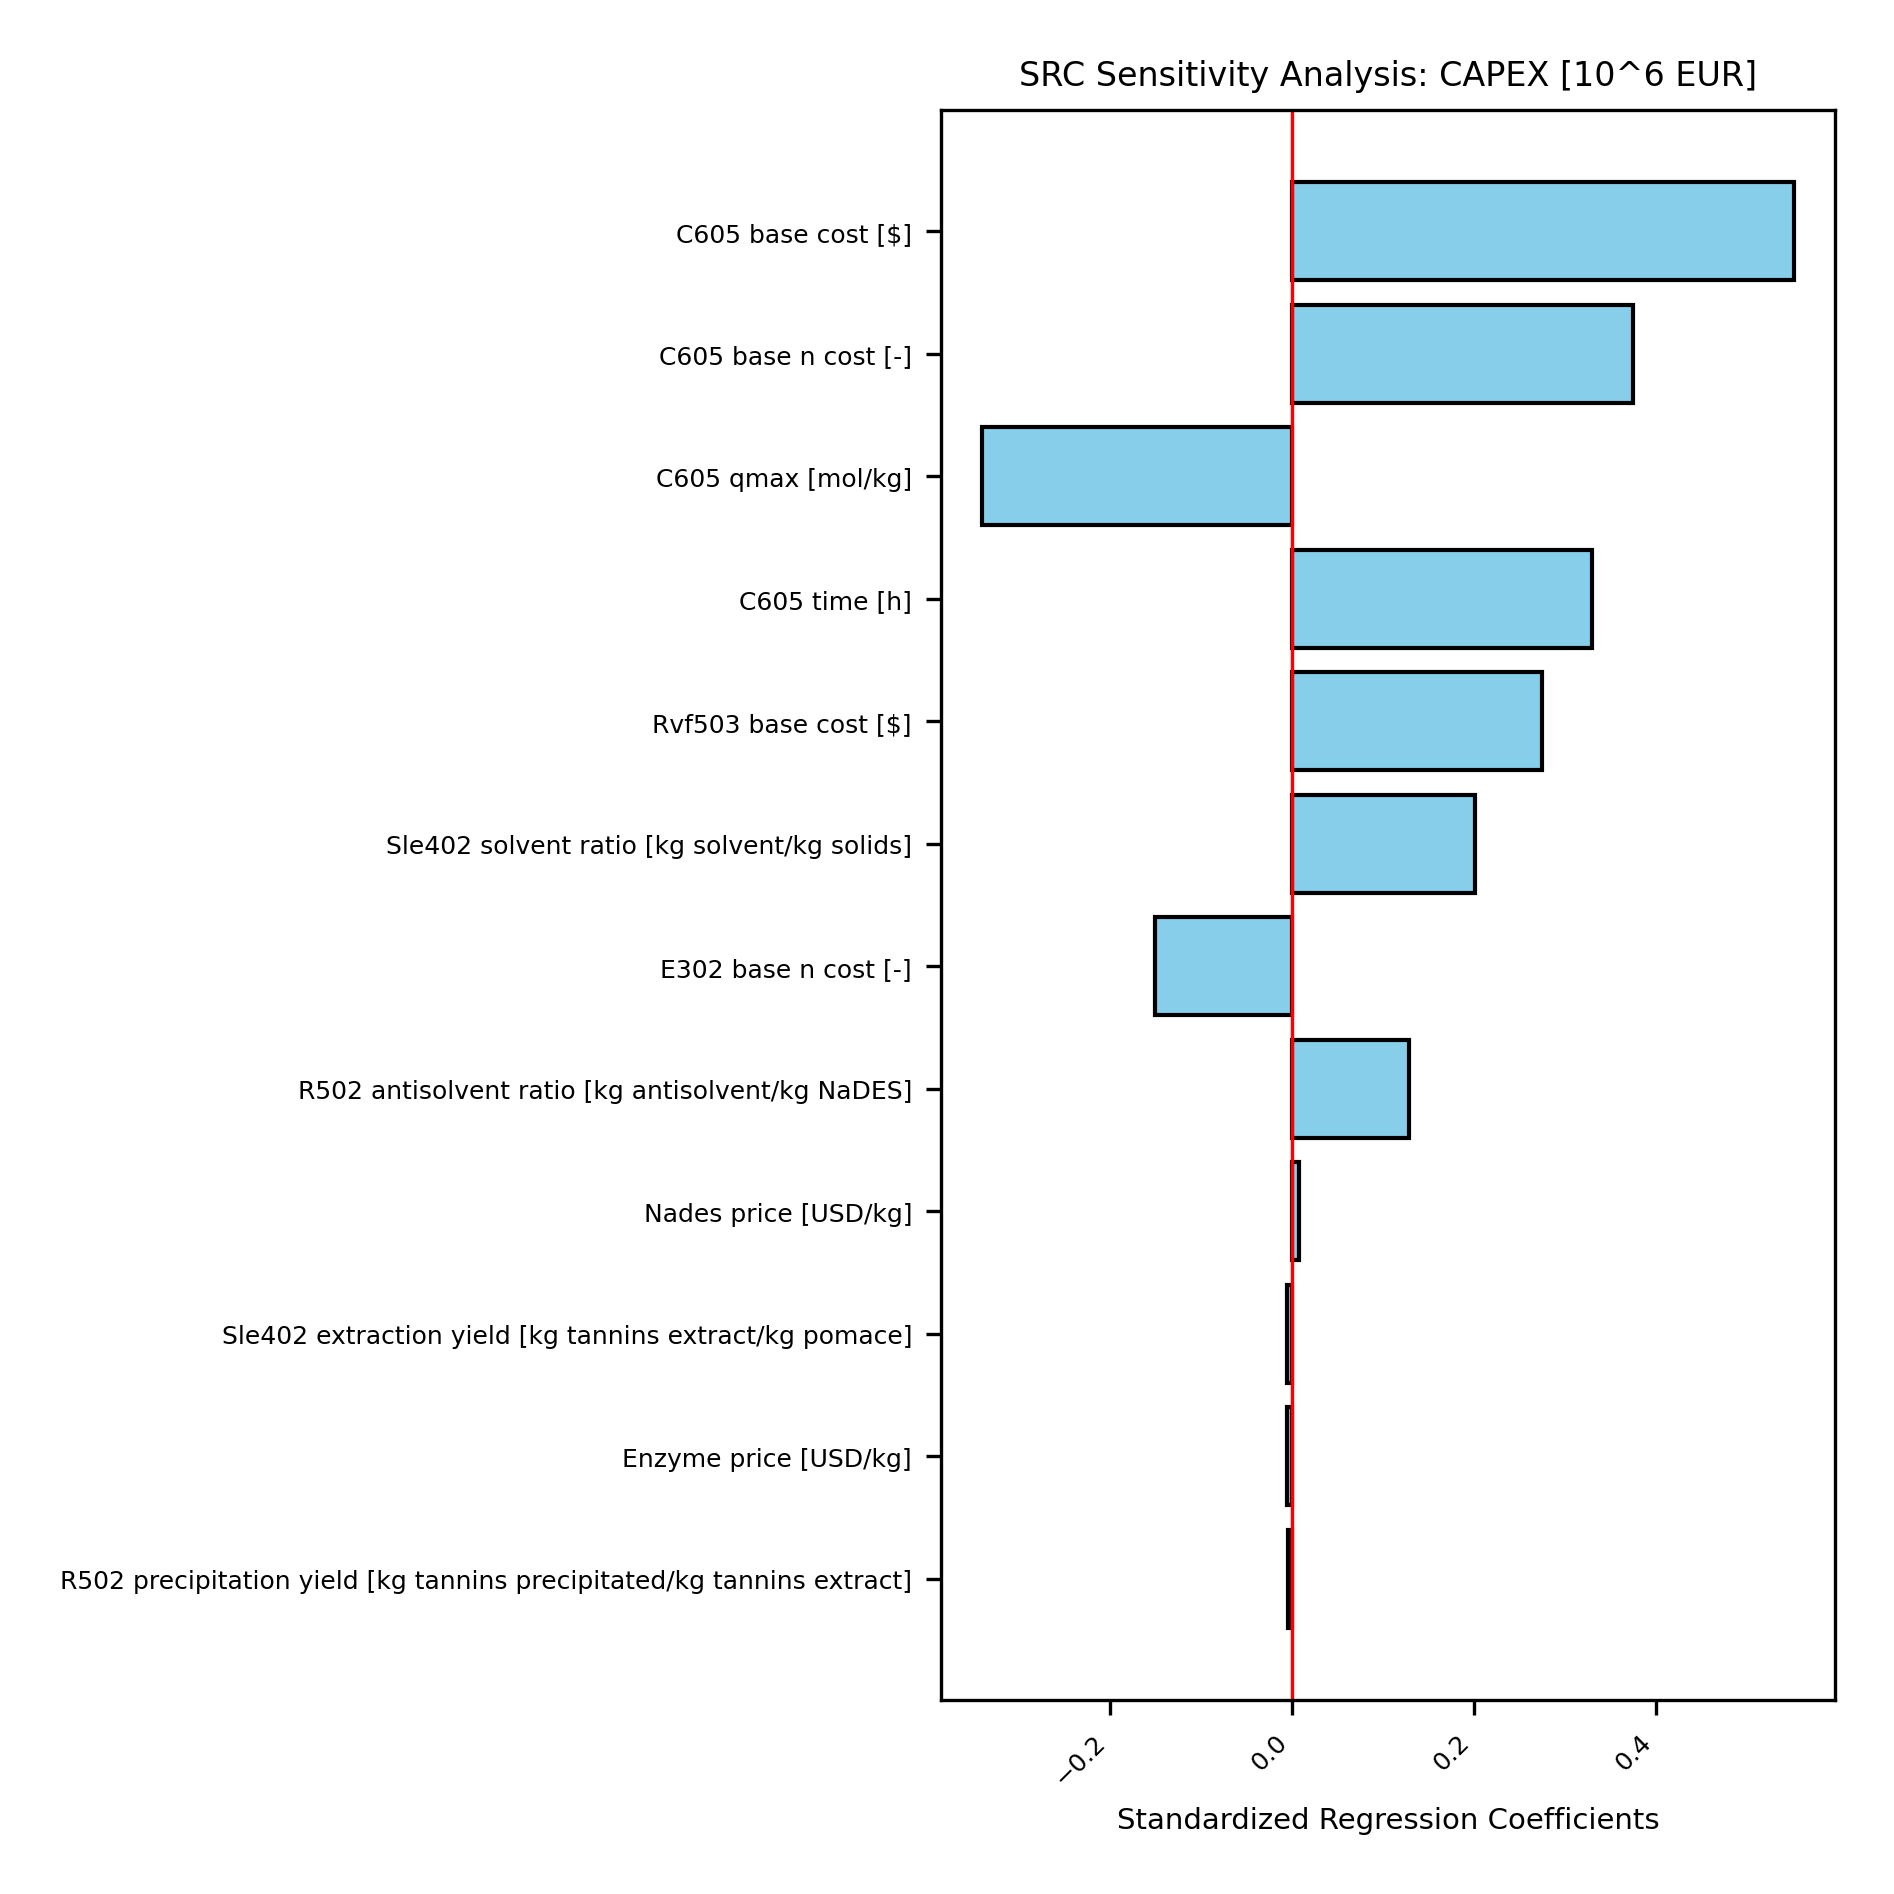 SRC Sensitivity Analysis: CAPEX [10^6 EUR]
C605 base cost [$]
C605 base n cost [-]
C605 qmax [mol/kg]
C605 time [h]
Rvf503 base cost [$]
Sle402 solvent ratio [kg solvent/kg solids]
E302 base n cost [-]
R502 antisolvent ratio [kg antisolvent/kg NaDES]
Nades price [USD/kg]
Sle402 extraction yield [kg tannins extract/kg pomace]
Enzyme price [USD/kg]
R502 precipitation yield [kg tannins precipitated/kg tannins extract]
−0.2
0.0
0.2
0.4
Standardized Regression Coefficients